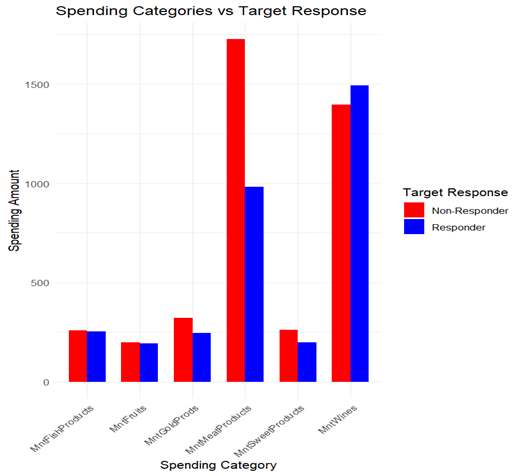 Spending Categories vs Target Response
Spending Amount
1500
1000
500
0
MntFishProducts
MntFruits
MntGoldProds
MntMeatProducts
MntSweetProducts
MntWines
Spending Category
Target Response
Non-Responder
Responder